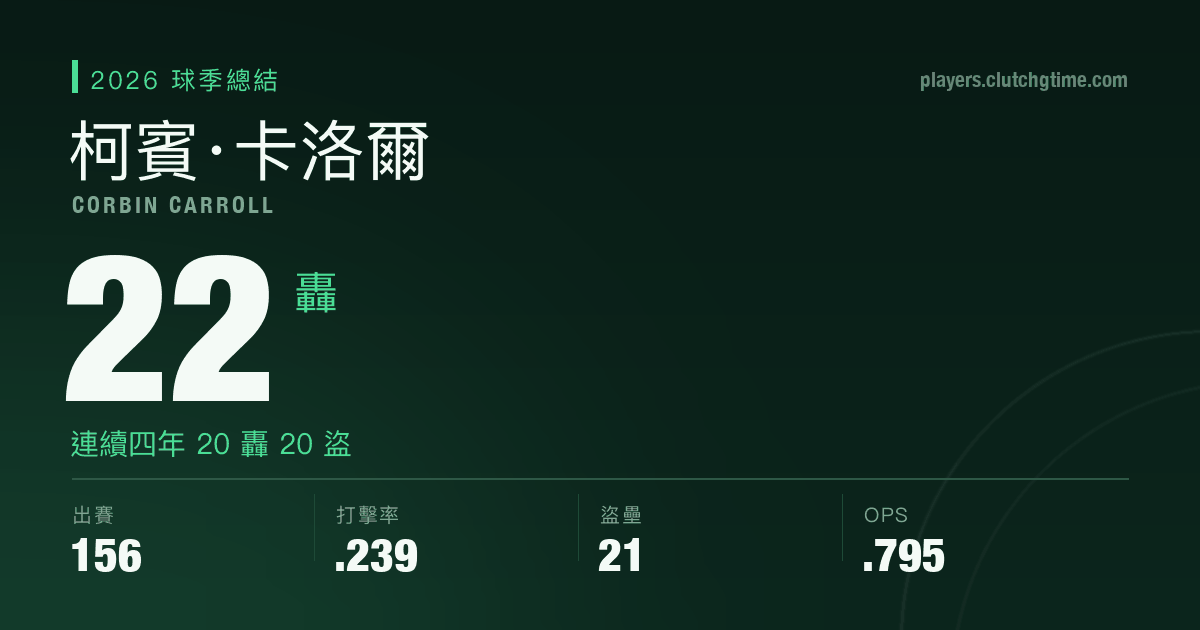 2026 球季總結
players.clutchgtime.com
柯賓·卡洛爾
CORBIN CARROLL
22 轟
連續四年 20 轟 20 盜
出賽 打擊率 盜壘 OPS
156 .239 21 .795